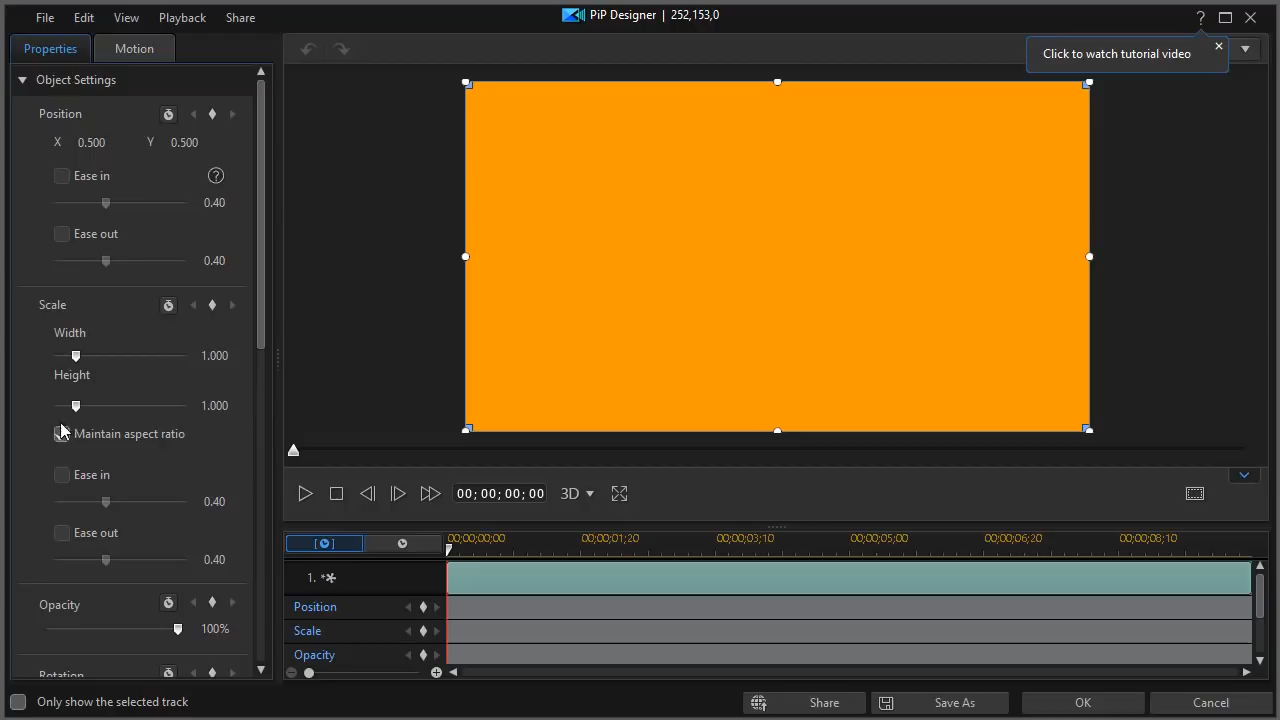 File Edit View Playback Share
PiP Designer | 252,153,0
?
Properties Motion
Click to watch tutorial video
Object Settings
Position
X 0.500 Y 0.500
Ease in ?
0.40
Ease out
0.40
Scale
Width
1.000
Height
1.000
Maintain aspect ratio
Ease in
0.40
Ease out
0.40
Opacity
100%
Rotation
00; 00; 00; 00 3D
00;00;00;00 00;00;01;20 00;00;03;10 00;00;05;00 00;00;06;20 00;00;08;10
1. **
Position
Scale
Opacity
Only show the selected track
Share Save As OK Cancel